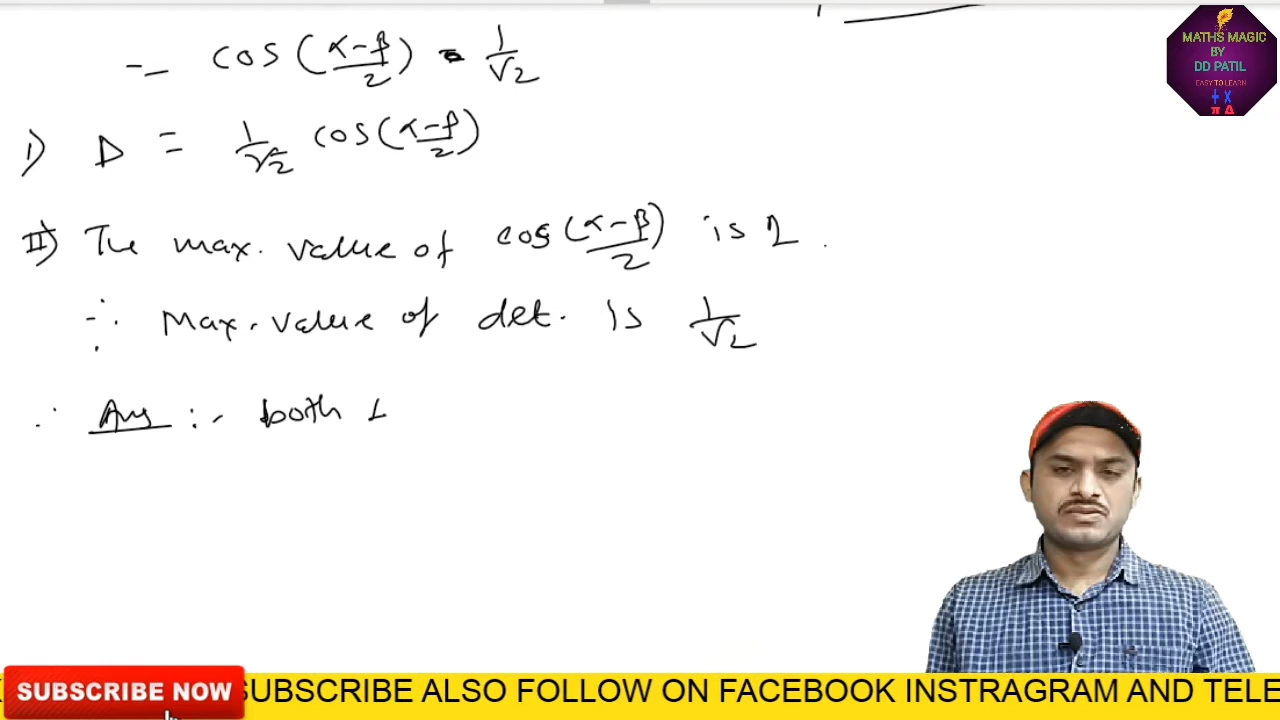 = cos (α-β/2) · 1/√2
MATHS MAGIC
BY
DD PATIL
EASY TO LEARN
+ X
π Δ
I) D = 1/√2 cos(α-β/2)
II) The max. value of cos(α-β/2) is 1.
∴ Max. value of det. is 1/√2
∴ Ans :- both I
SUBSCRIBE NOW
SUBSCRIBE ALSO FOLLOW ON FACEBOOK INSTRAGRAM AND TELE